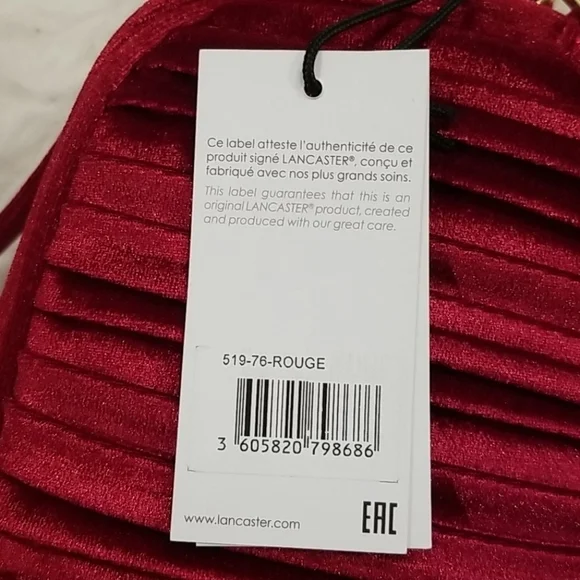 Ce label atteste l'authenticité de ce
produit signé LANCASTER®, conçu et
fabriqué avec nos plus grands soins.
This label guarantees that this is an
original LANCASTER® product, created
and produced with our great care.
519-76-ROUGE
3 605820 798686
www.lancaster.com
EAC